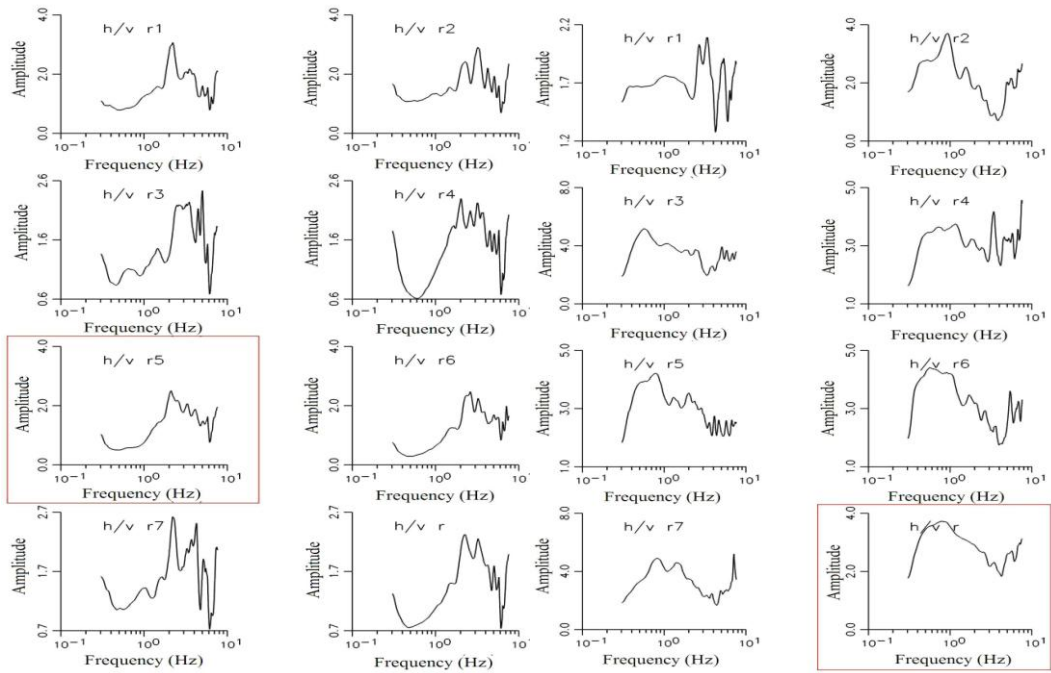 h/v r1
4.0
2.0
0.0
Amplitude
10⁻¹ 10⁰ 10¹
Frequency (Hz)
h/v r2
4.0
2.0
0.0
Amplitude
10⁻¹ 10⁰ 10¹
Frequency (Hz)
h/v r1
2.2
1.7
1.2
Amplitude
10⁻¹ 10⁰ 10¹
Frequency (Hz)
h/v r2
4.0
2.0
0.0
Amplitude
10⁻¹ 10⁰ 10¹
Frequency (Hz)
h/v r3
2.6
1.6
0.6
Amplitude
10⁻¹ 10⁰ 10¹
Frequency (Hz)
h/v r4
2.6
1.6
0.6
Amplitude
10⁻¹ 10⁰ 10¹
Frequency (Hz)
h/v r3
8.0
4.0
0.0
Amplitude
10⁻¹ 10⁰ 10¹
Frequency (Hz)
h/v r4
5.0
3.0
1.0
Amplitude
10⁻¹ 10⁰ 10¹
Frequency (Hz)
h/v r5
4.0
2.0
0.0
Amplitude
10⁻¹ 10⁰ 10¹
Frequency (Hz)
h/v r6
4.0
2.0
0.0
Amplitude
10⁻¹ 10⁰ 10¹
Frequency (Hz)
h/v r5
5.0
3.0
1.0
Amplitude
10⁻¹ 10⁰ 10¹
Frequency (Hz)
h/v r6
5.0
3.0
1.0
Amplitude
10⁻¹ 10⁰ 10¹
Frequency (Hz)
h/v r7
2.7
1.7
0.7
Amplitude
10⁻¹ 10⁰ 10¹
Frequency (Hz)
h/v r
2.7
1.7
0.7
Amplitude
10⁻¹ 10⁰ 10¹
Frequency (Hz)
h/v r7
8.0
4.0
0.0
Amplitude
10⁻¹ 10⁰ 10¹
Frequency (Hz)
h/v r
4.0
2.0
0.0
Amplitude
10⁻¹ 10⁰ 10¹
Frequency (Hz)